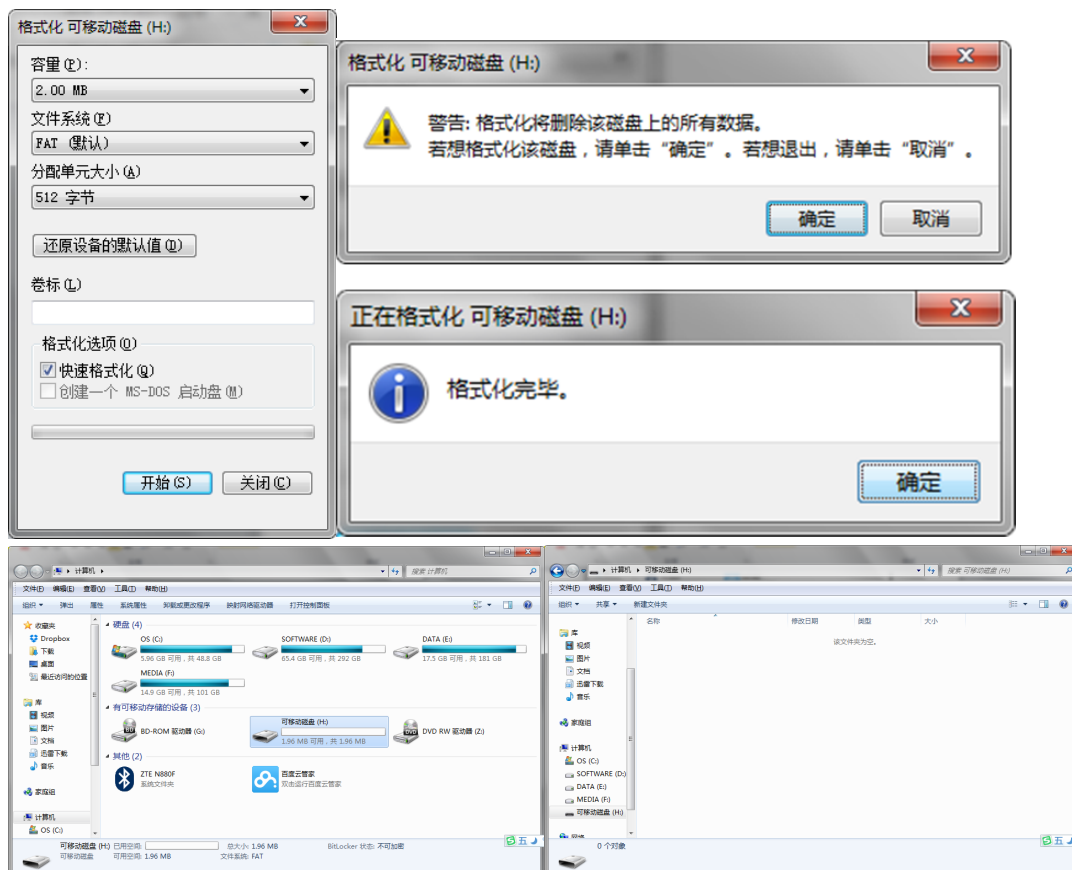 格式化 可移动磁盘 (H:)
容量(P):
2.00 MB
文件系统(F)
FAT (默认)
分配单元大小(A)
512 字节
还原设备的默认值(D)
卷标(L)
格式化选项(O)
快速格式化(Q)
创建一个 MS-DOS 启动盘(M)
开始(S)
关闭(C)
格式化 可移动磁盘 (H:)
警告: 格式化将删除该磁盘上的所有数据。
若想格式化该磁盘，请单击“确定”。若想退出，请单击“取消”。
确定
取消
正在格式化 可移动磁盘 (H:)
格式化完毕。
确定
计算机
搜索 计算机
文件(F) 编辑(E) 查看(V) 工具(T) 帮助(H)
组织 弹出 属性 系统属性 卸载或更改程序 映射网络驱动器 打开控制面板
收藏夹
Dropbox
下载
桌面
最近访问的位置
库
视频
图片
文档
迅雷下载
音乐
家庭组
计算机
OS (C:)
硬盘 (4)
OS (C:)
5.96 GB 可用，共 48.8 GB
SOFTWARE (D:)
65.4 GB 可用，共 292 GB
DATA (E:)
17.5 GB 可用，共 181 GB
MEDIA (F:)
14.9 GB 可用，共 101 GB
有可移动存储的设备 (3)
BD-ROM 驱动器 (G:)
可移动磁盘 (H:)
1.96 MB 可用，共 1.96 MB
DVD RW 驱动器 (Z:)
其他 (2)
ZTE N880F
系统文件夹
百度云管家
双击运行百度云管家
可移动磁盘 (H:) 已用空间: 总大小: 1.96 MB BitLocker 状态: 不可加密
可移动磁盘 可用空间: 1.96 MB 文件系统: FAT
五
计算机 可移动磁盘 (H:)
搜索 可移动磁盘 (H:)
文件(F) 编辑(E) 查看(V) 工具(T) 帮助(H)
组织 共享 新建文件夹
名称 修改日期 类型 大小
该文件夹为空。
库
视频
图片
文档
迅雷下载
音乐
家庭组
计算机
OS (C:)
SOFTWARE (D:)
DATA (E:)
MEDIA (F:)
可移动磁盘 (H:)
0 个对象
五